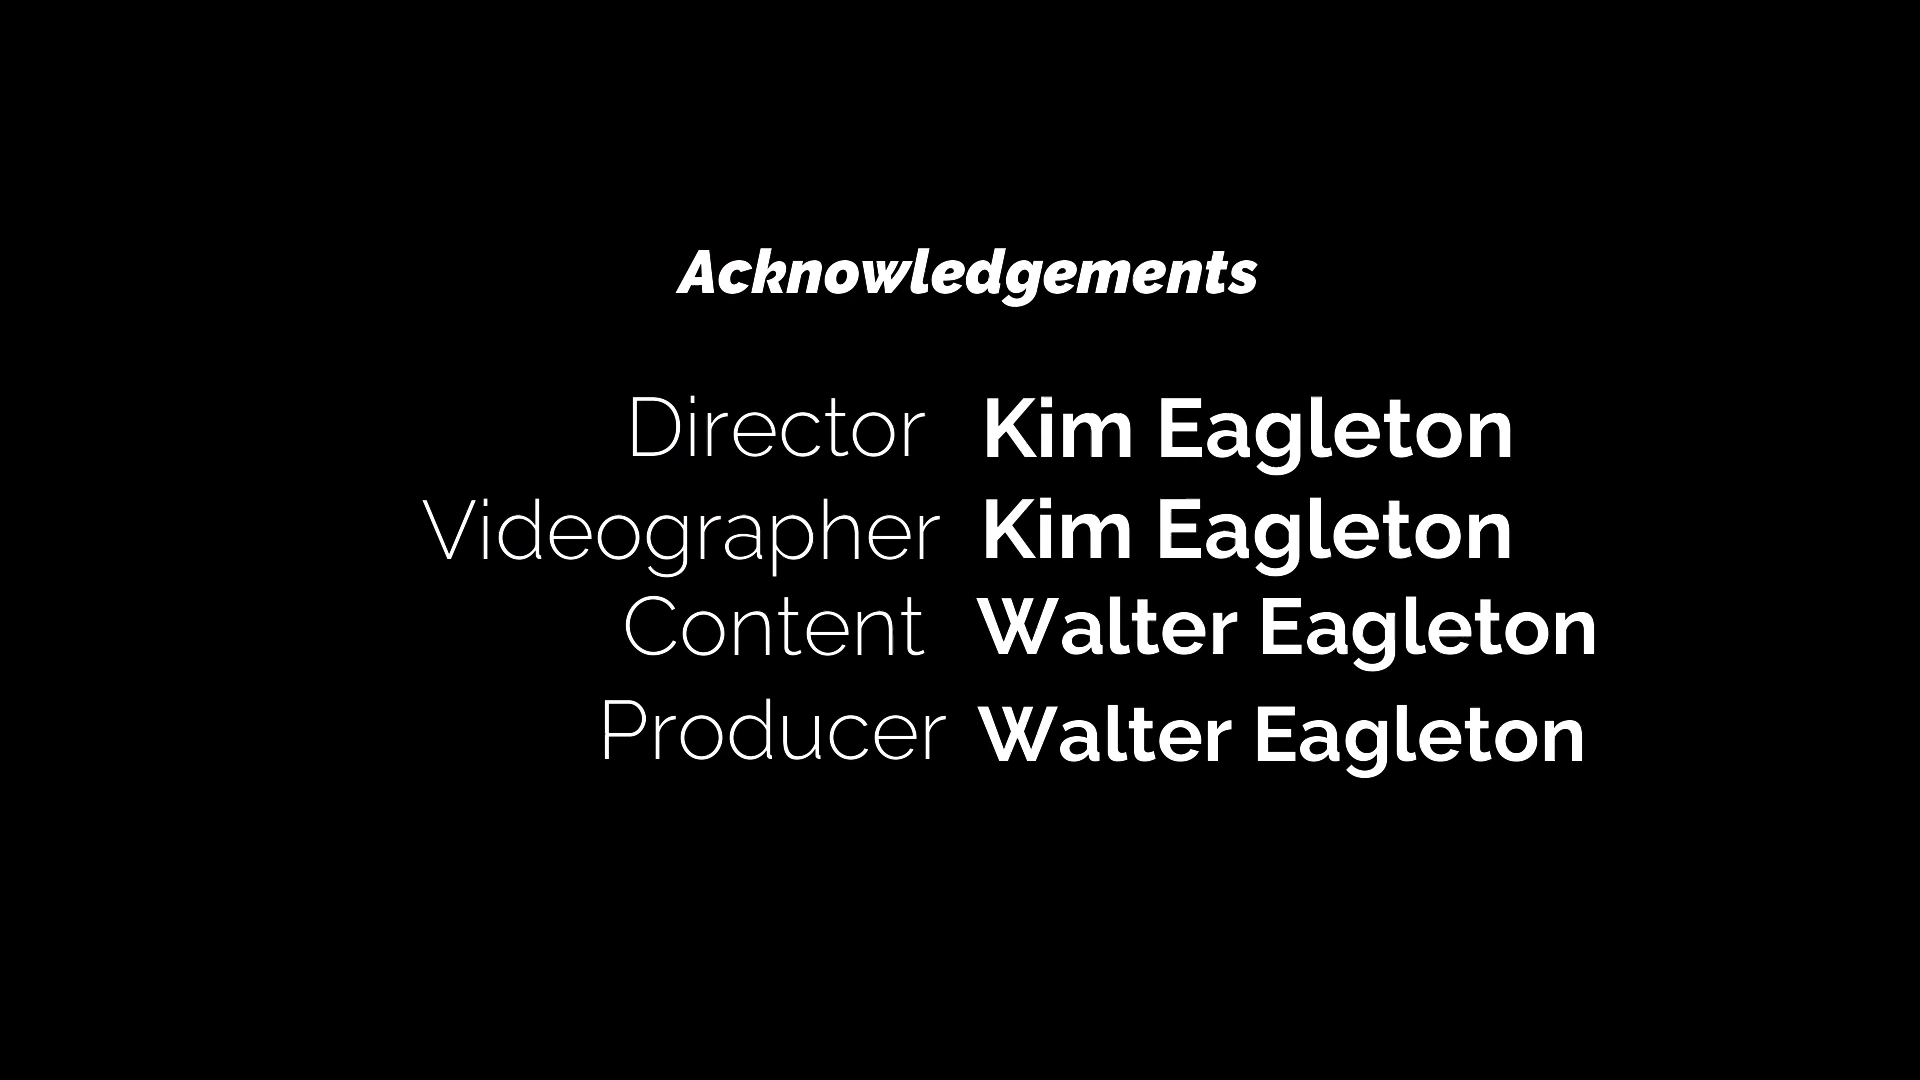 Acknowledgements
Director Kim Eagleton
Videographer Kim Eagleton
Content Walter Eagleton
Producer Walter Eagleton